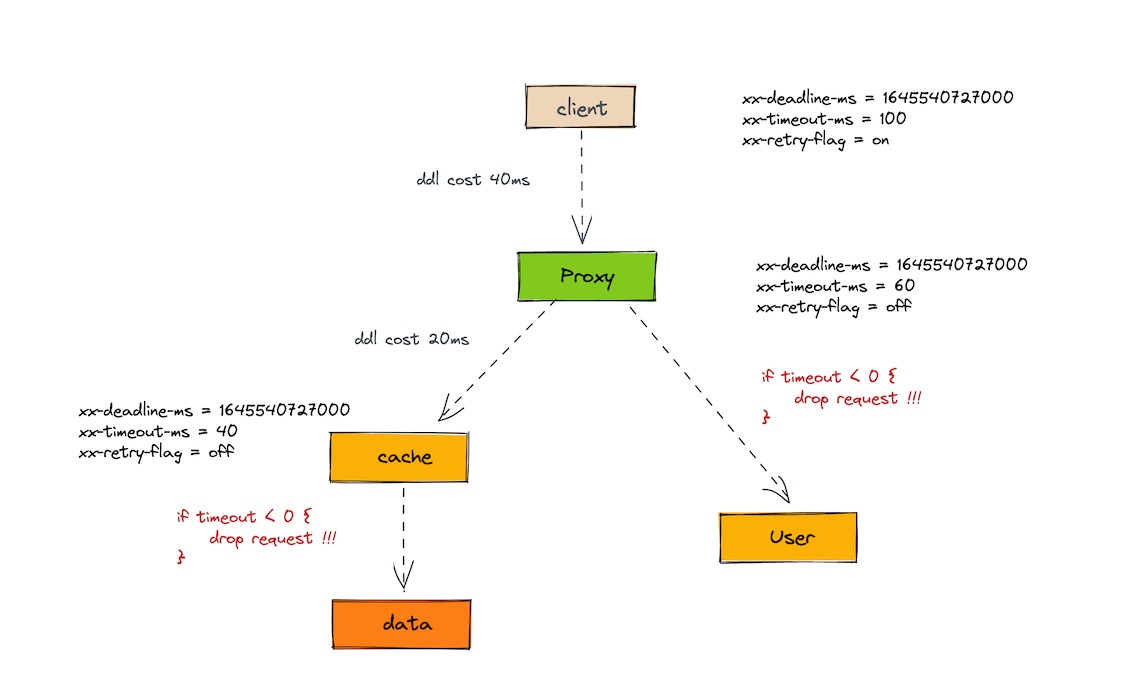 client
xx-deadline-ms = 1645540727000
xx-timeout-ms = 100
xx-retry-flag = on
ddl cost 40ms
Proxy
xx-deadline-ms = 1645540727000
xx-timeout-ms = 60
xx-retry-flag = off
ddl cost 20ms
if timeout < 0 {
drop request !!!
}
xx-deadline-ms = 1645540727000
xx-timeout-ms = 40
xx-retry-flag = off
cache
if timeout < 0 {
drop request !!!
}
User
data